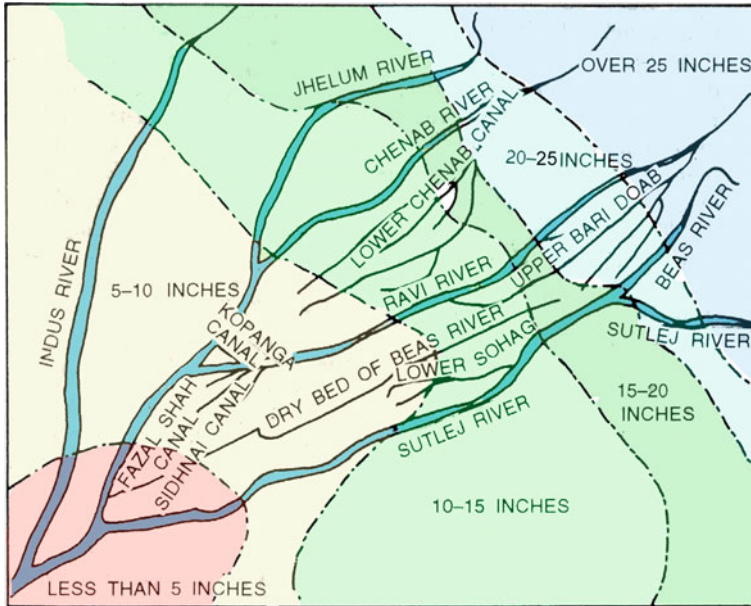 JHELUM RIVER
OVER 25 INCHES
CHENAB RIVER
LOWER CHENAB CANAL
20–25 INCHES
UPPER BARI DOAB
BEAS RIVER
INDUS RIVER
5–10 INCHES
RAVI RIVER
KOPANGA
CANAL
DRY BED OF BEAS RIVER
LOWER SOHAG
SUTLEJ RIVER
FAZAL SHAH
CANAL
SIDHNAI CANAL
SUTLEJ RIVER
15–20
INCHES
10–15 INCHES
LESS THAN 5 INCHES